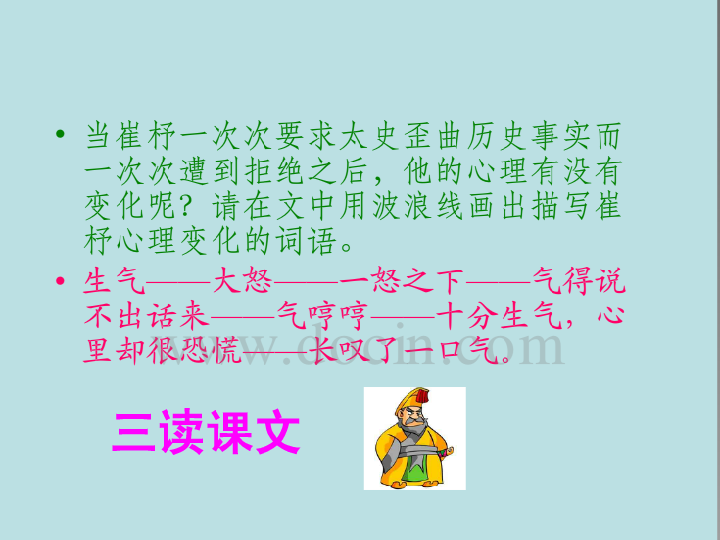 • 当崔杼一次次要求太史歪曲历史事实而
一次次遭到拒绝之后，他的心理有没有
变化呢？请在文中用波浪线画出描写崔
杼心理变化的词语。
• 生气——大怒——一怒之下——气得说
不出话来——气哼哼——十分生气，心
里却很恐慌——长叹了一口气。
www.docin.com
三读课文